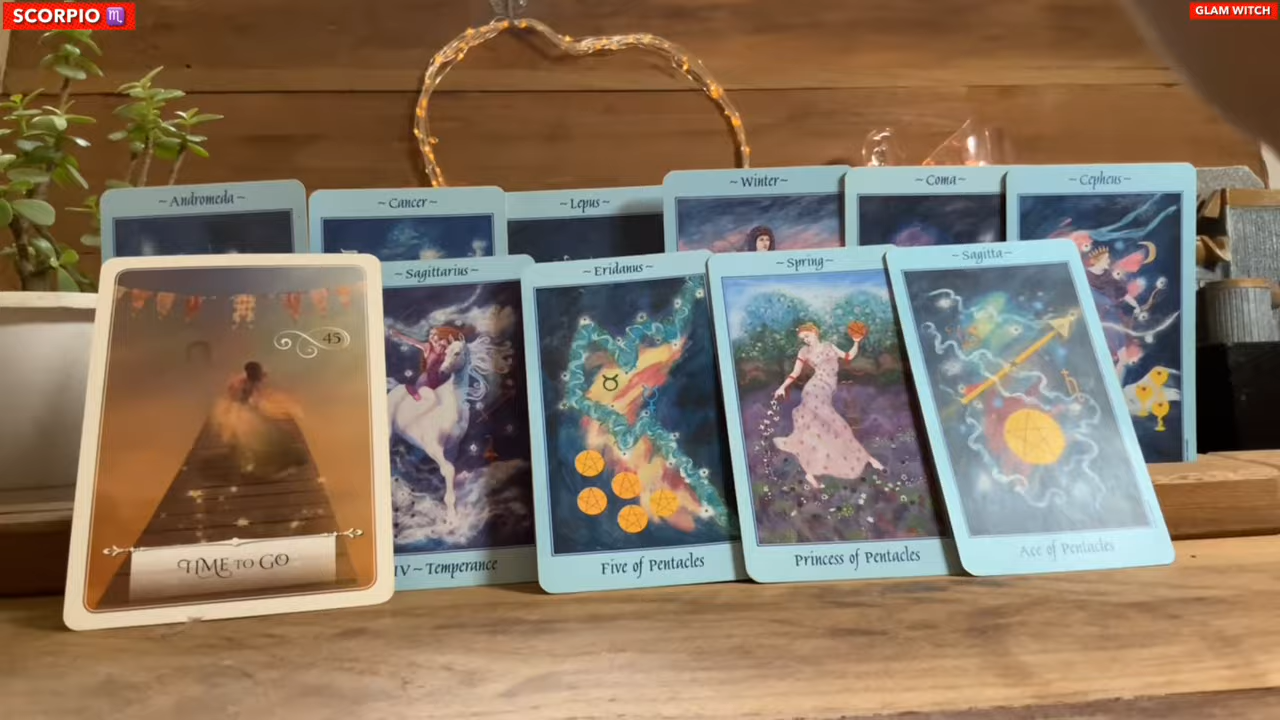 SCORPIO ♏
GLAM WITCH
~ Andromeda ~
~ Cancer ~
~ Lepus ~
~ Winter ~
~ Coma ~
~ Cepheus ~
45
TIME TO GO
~ Sagittarius ~
IV ~ Temperance
~ Eridanus ~
Five of Pentacles
~ Spring ~
Princess of Pentacles
~ Sagitta ~
Ace of Pentacles